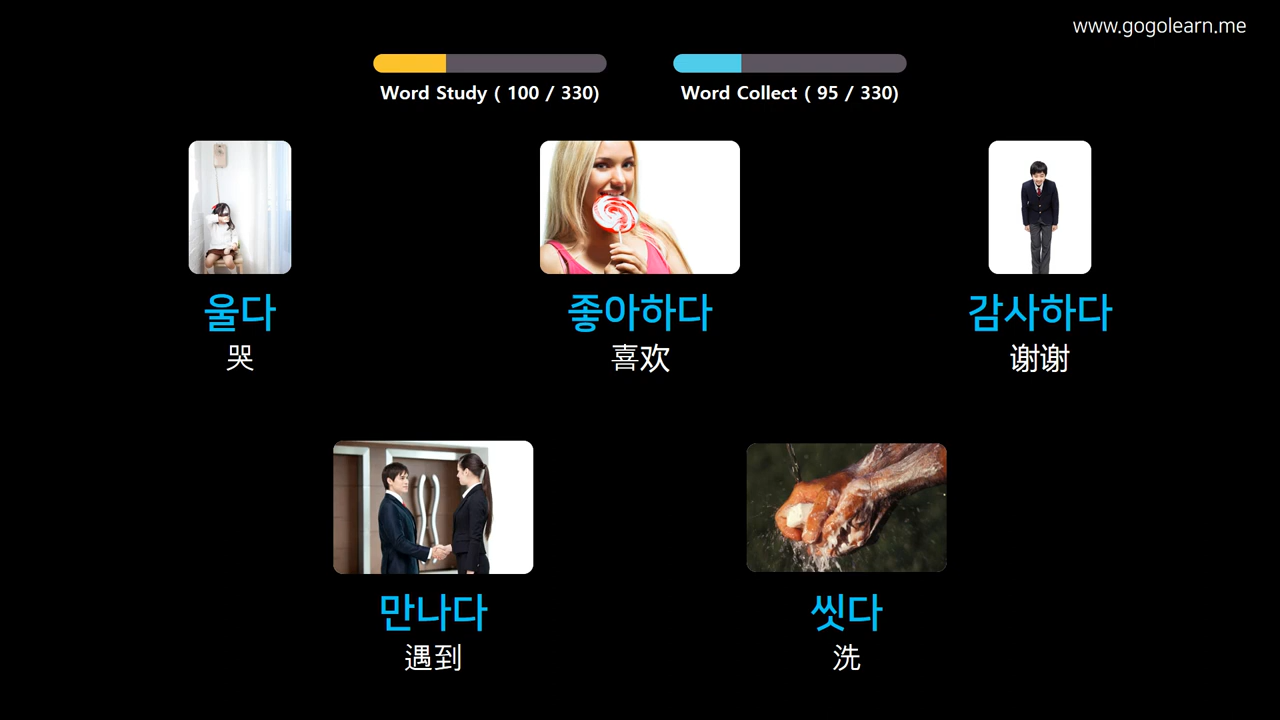 www.gogolearn.me
Word Study ( 100 / 330)
Word Collect ( 95 / 330)
울다
哭
좋아하다
喜欢
감사하다
谢谢
만나다
遇到
씻다
洗